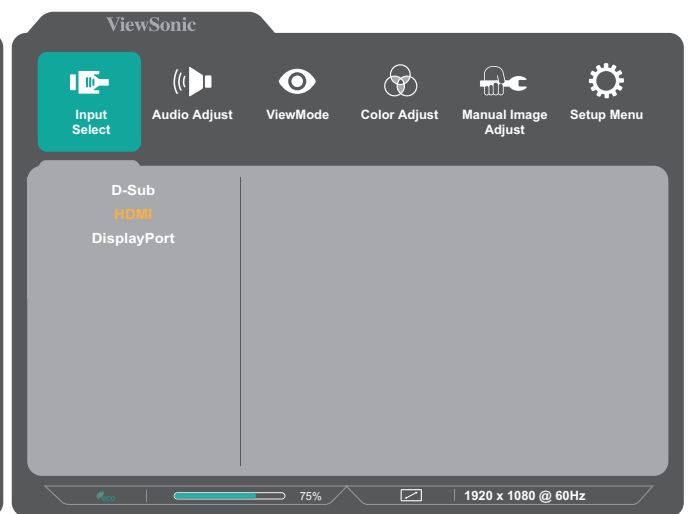 ViewSonic
Input
Select
Audio Adjust
ViewMode
Color Adjust
Manual Image
Adjust
Setup Menu
D-Sub
HDMI
DisplayPort
eco
75%
1920 x 1080 @ 60Hz